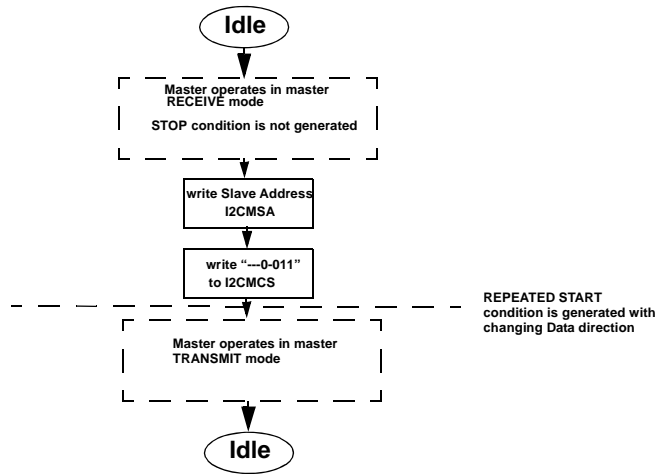 Idle
Master operates in master
RECEIVE mode
STOP condition is not generated
write Slave Address
I2CMSA
write “---0-011”
to I2CMCS
REPEATED START
condition is generated with
changing Data direction
Master operates in master
TRANSMIT mode
Idle